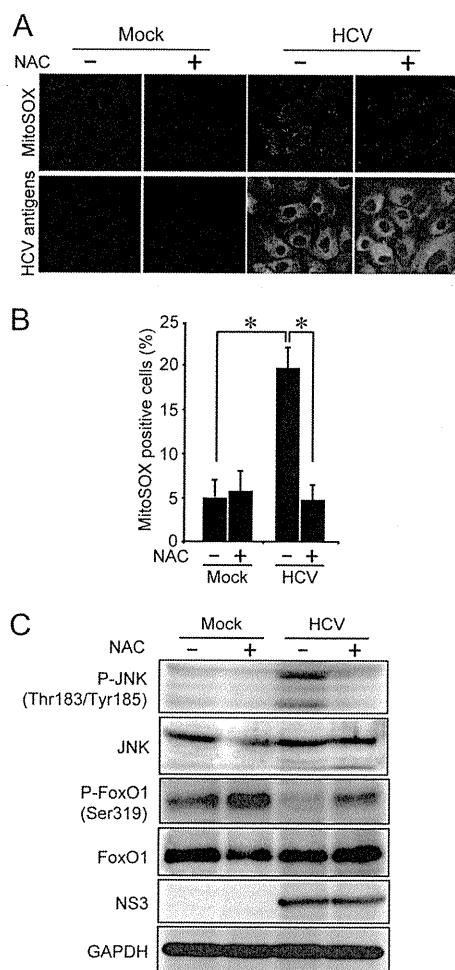 A
Mock HCV
NAC − + − +
MitoSOX
HCV antigens
B
MitoSOX positive cells (%)
25
20
15
10
5
0
* *
NAC − + − +
Mock HCV
C
Mock HCV
NAC − + − +
P-JNK
(Thr183/Tyr185)
JNK
P-FoxO1
(Ser319)
FoxO1
NS3
GAPDH